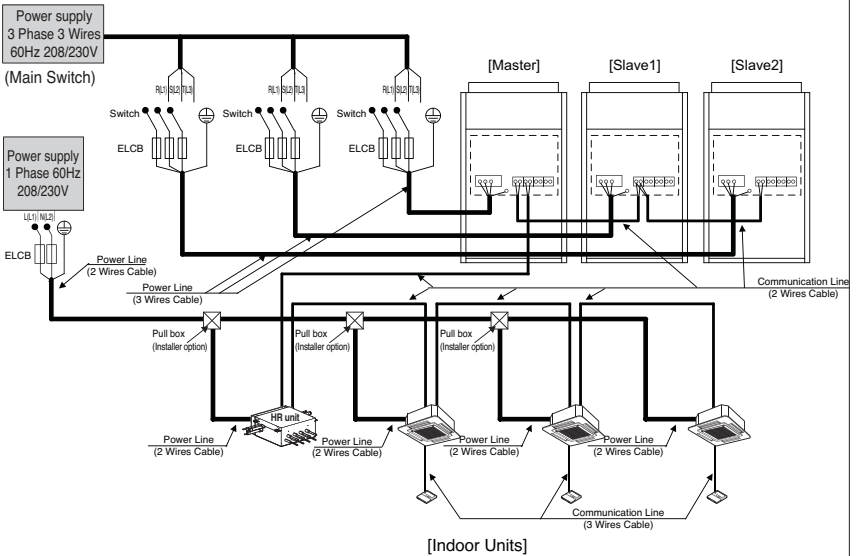 Power supply
3 Phase 3 Wires
60Hz 208/230V
(Main Switch)
[Master]
[Slave1]
[Slave2]
R(L1) S(L2) T(L3)
R(L1) S(L2) T(L3)
R(L1) S(L2) T(L3)
Switch
Switch
Switch
ELCB
ELCB
ELCB
Power supply
1 Phase 60Hz
208/230V
L(L1) N(L2)
ELCB
Power Line
(2 Wires Cable)
Power Line
(3 Wires Cable)
Communication Line
(2 Wires Cable)
Pull box
(Installer option)
Pull box
(Installer option)
Pull box
(Installer option)
HR unit
Power Line
(2 Wires Cable)
Power Line
(2 Wires Cable)
Power Line
(2 Wires Cable)
Power Line
(2 Wires Cable)
Communication Line
(3 Wires Cable)
[Indoor Units]